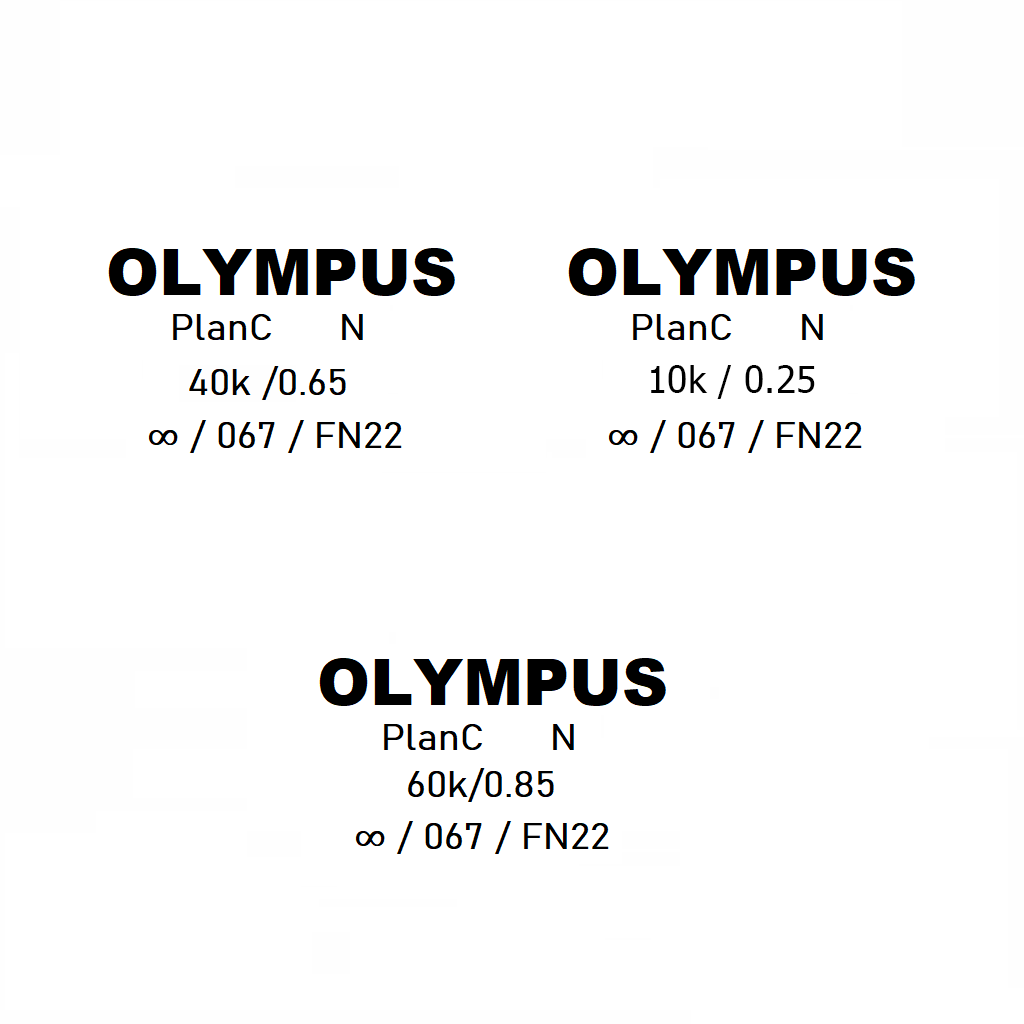 OLYMPUS
PlanC N
40k /0.65
∞ / 067 / FN22
OLYMPUS
PlanC N
10k / 0.25
∞ / 067 / FN22
OLYMPUS
PlanC N
60k/0.85
∞ / 067 / FN22